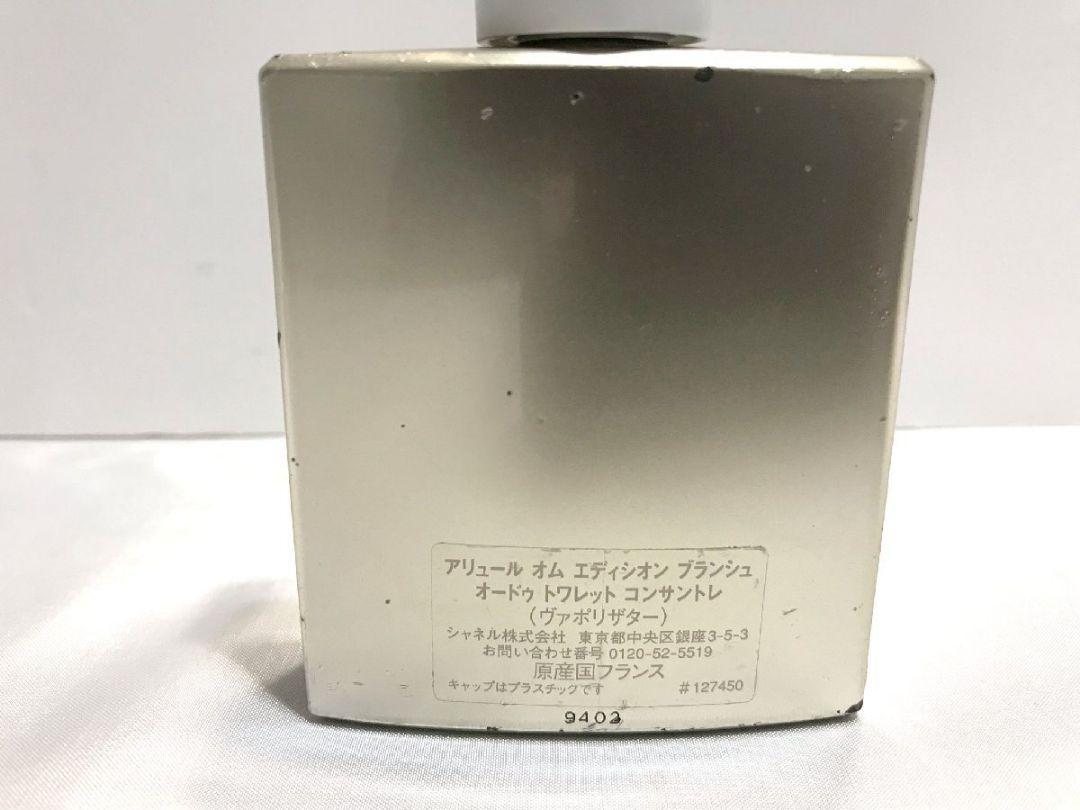 アリュール オム エディシオン ブランシュ
オードゥ トワレット コンサントレ
（ヴァポリザター）
シャネル株式会社 東京都中央区銀座3-5-3
お問い合わせ番号 0120-52-5519
原産国フランス
キャップはプラスチックです #127450
9402